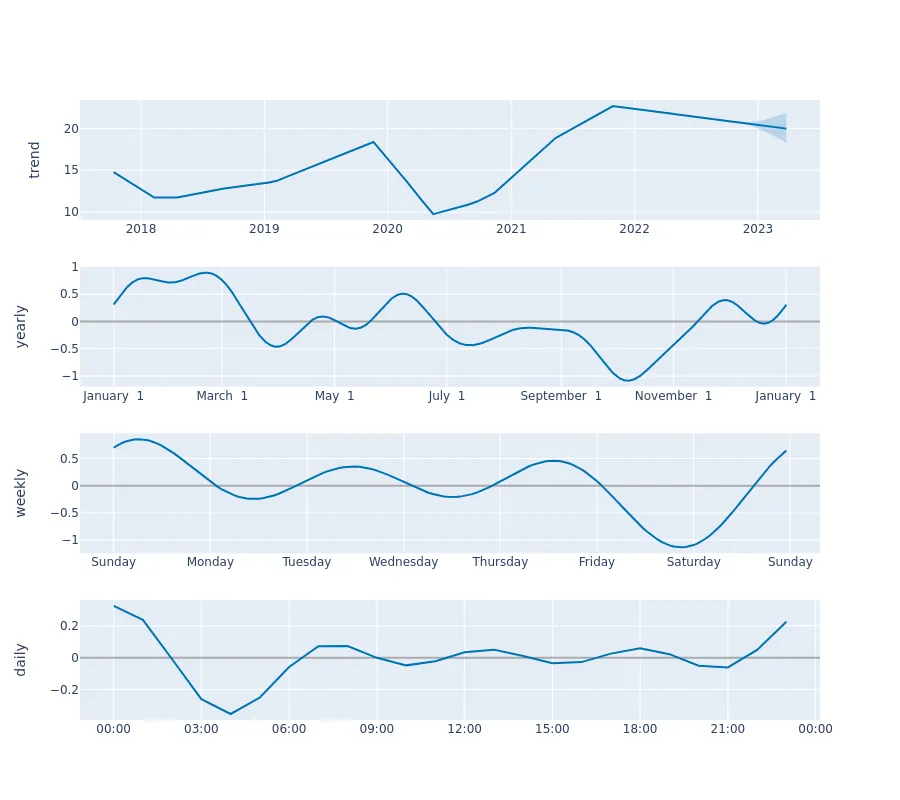 trend
20
15
10
2018 2019 2020 2021 2022 2023
yearly
1
0.5
0
−0.5
−1
January 1 March 1 May 1 July 1 September 1 November 1 January 1
weekly
0.5
0
−0.5
−1
Sunday Monday Tuesday Wednesday Thursday Friday Saturday Sunday
daily
0.2
0
−0.2
00:00 03:00 06:00 09:00 12:00 15:00 18:00 21:00 00:00